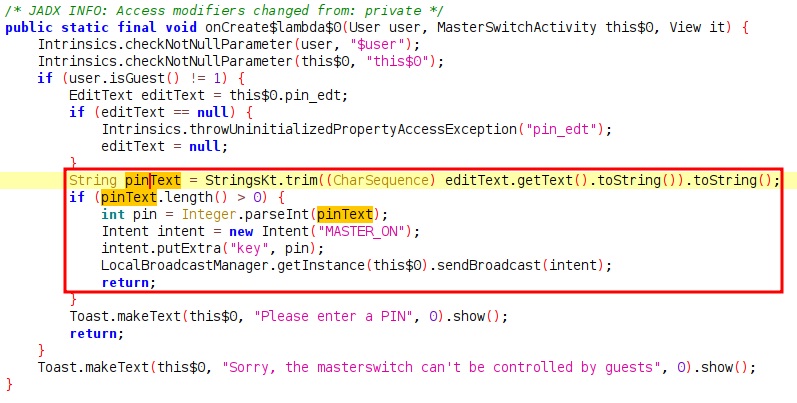 /* JADX INFO: Access modifiers changed from: private */
public static final void onCreate$lambda$0(User user, MasterSwitchActivity this$0, View it) {
    Intrinsics.checkNotNullParameter(user, "$user");
    Intrinsics.checkNotNullParameter(this$0, "this$0");
    if (user.isGuest() != 1) {
        EditText editText = this$0.pin_edt;
        if (editText == null) {
            Intrinsics.throwUninitializedPropertyAccessException("pin_edt");
            editText = null;
        }
        String pinText = StringsKt.trim((CharSequence) editText.getText().toString()).toString();
        if (pinText.length() > 0) {
            int pin = Integer.parseInt(pinText);
            Intent intent = new Intent("MASTER_ON");
            intent.putExtra("key", pin);
            LocalBroadcastManager.getInstance(this$0).sendBroadcast(intent);
            return;
        }
        Toast.makeText(this$0, "Please enter a PIN", 0).show();
        return;
    }
    Toast.makeText(this$0, "Sorry, the masterswitch can't be controlled by guests", 0).show();
}